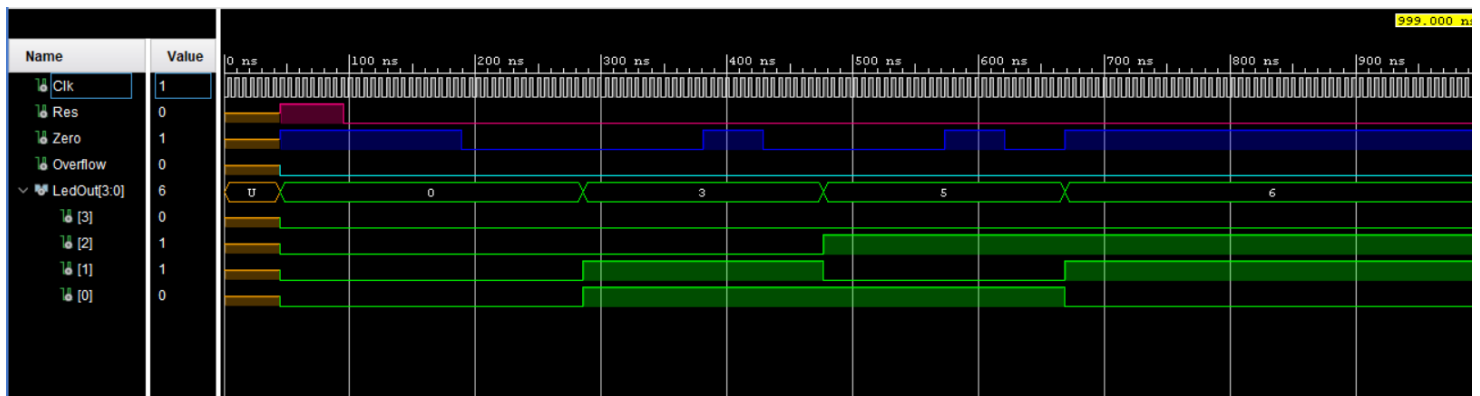 999.000 ns
Name Value
0 ns 100 ns 200 ns 300 ns 400 ns 500 ns 600 ns 700 ns 800 ns 900 ns
Clk 1
Res 0
Zero 1
Overflow 0
LedOut[3:0] 6 U 0 3 5 6
[3] 0
[2] 1
[1] 1
[0] 0